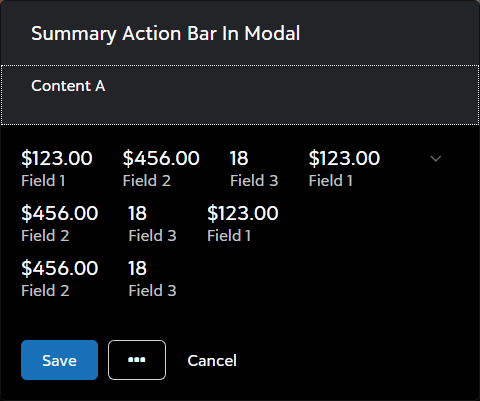 Summary Action Bar In Modal
Content A
$123.00 $456.00 18 $123.00
Field 1 Field 2 Field 3 Field 1
$456.00 18 $123.00
Field 2 Field 3 Field 1
$456.00 18
Field 2 Field 3
Save ••• Cancel